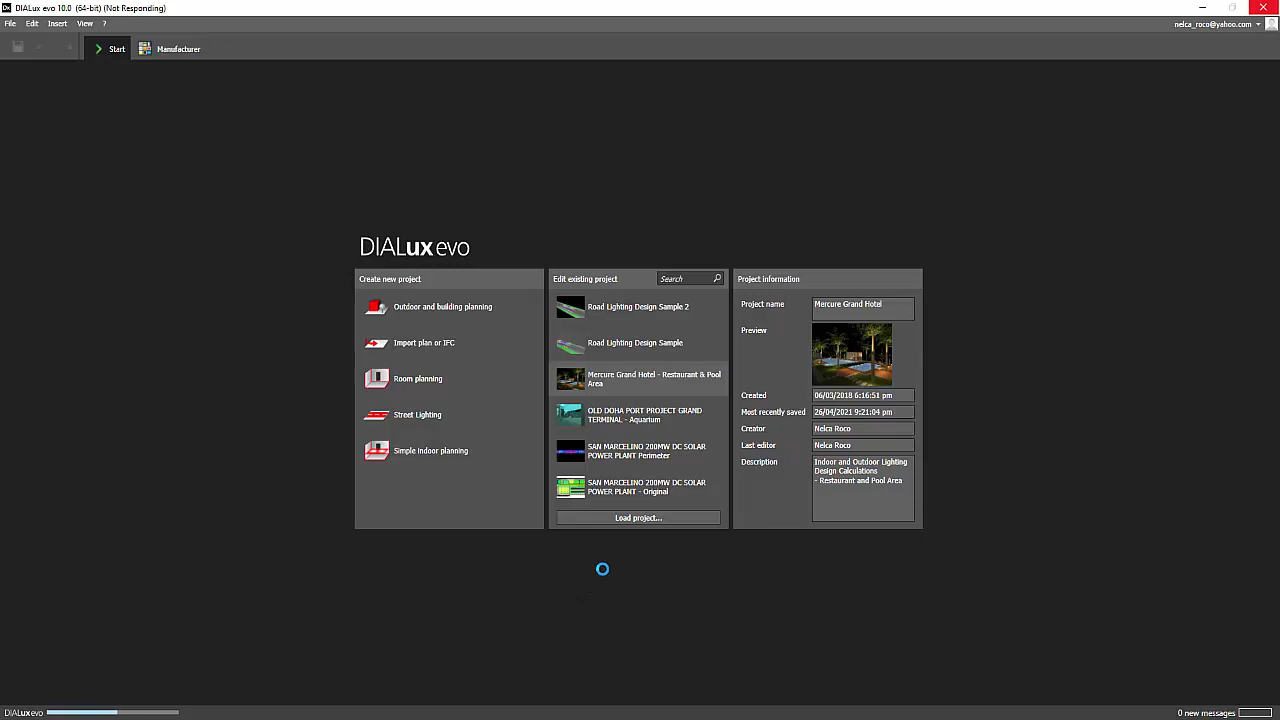 DIALux evo 10.0 (64-bit) (Not Responding)
File Edit Insert View ?
nelca_roco@yahoo.com
Start Manufacturer
DIALux evo
Create new project
Outdoor and building planning
Import plan or IFC
Room planning
Street Lighting
Simple indoor planning
Edit existing project Search
Road Lighting Design Sample 2
Road Lighting Design Sample
Mercure Grand Hotel - Restaurant & Pool
Area
OLD DOHA PORT PROJECT GRAND
TERMINAL - Aquarium
SAN MARCELINO 200MW DC SOLAR
POWER PLANT Perimeter
SAN MARCELINO 200MW DC SOLAR
POWER PLANT - Original
Load project...
Project information
Project name Mercure Grand Hotel
Preview
Created 06/03/2018 6:16:51 pm
Most recently saved 26/04/2021 9:21:04 pm
Creator Nelca Roco
Last editor Nelca Roco
Description Indoor and Outdoor Lighting
Design Calculations
- Restaurant and Pool Area
DIALux evo
0 new messages